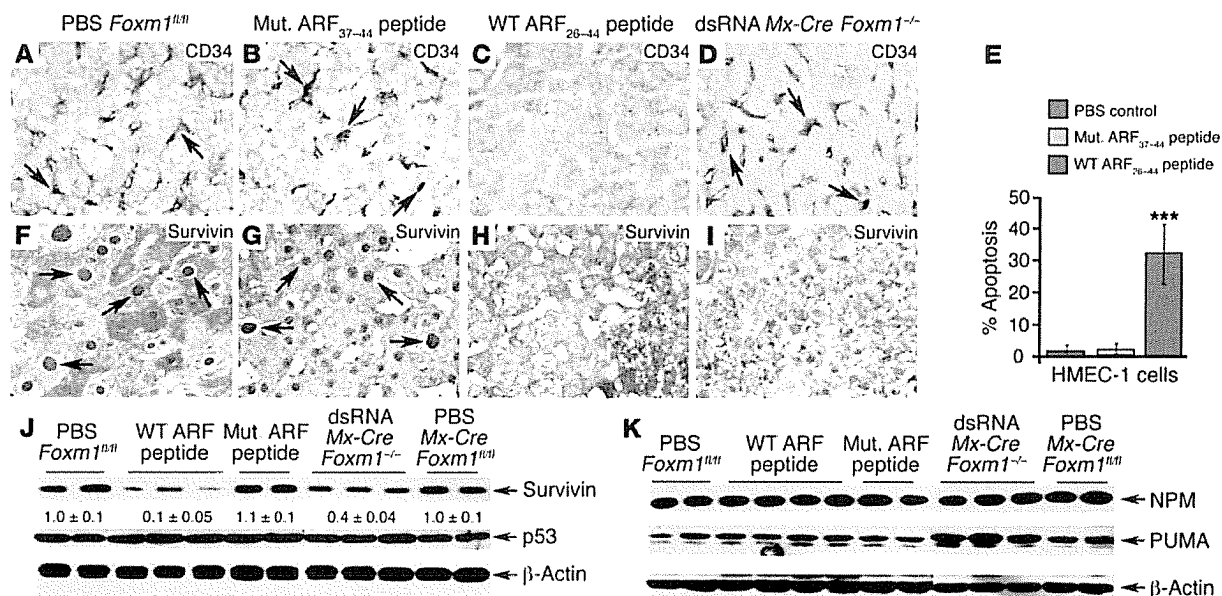 PBS Foxm1fl/fl
Mut. ARF37–44 peptide
WT ARF26–44 peptide
dsRNA Mx-Cre Foxm1–/–
A
CD34
B
CD34
C
CD34
D
CD34
E
PBS control
Mut. ARF37–44 peptide
WT ARF26–44 peptide
F
Survivin
G
Survivin
H
Survivin
I
Survivin
% Apoptosis
50
40
30
20
10
0
***
HMEC-1 cells
J
PBS
Foxm1fl/fl
WT ARF
peptide
Mut. ARF
peptide
dsRNA
Mx-Cre
Foxm1–/–
PBS
Mx-Cre
Foxm1fl/fl
Survivin
1.0 ± 0.1
0.1 ± 0.05
1.1 ± 0.1
0.4 ± 0.04
1.0 ± 0.1
p53
β-Actin
K
PBS
Foxm1fl/fl
WT ARF
peptide
Mut. ARF
peptide
dsRNA
Mx-Cre
Foxm1–/–
PBS
Mx-Cre
Foxm1fl/fl
NPM
PUMA
β-Actin